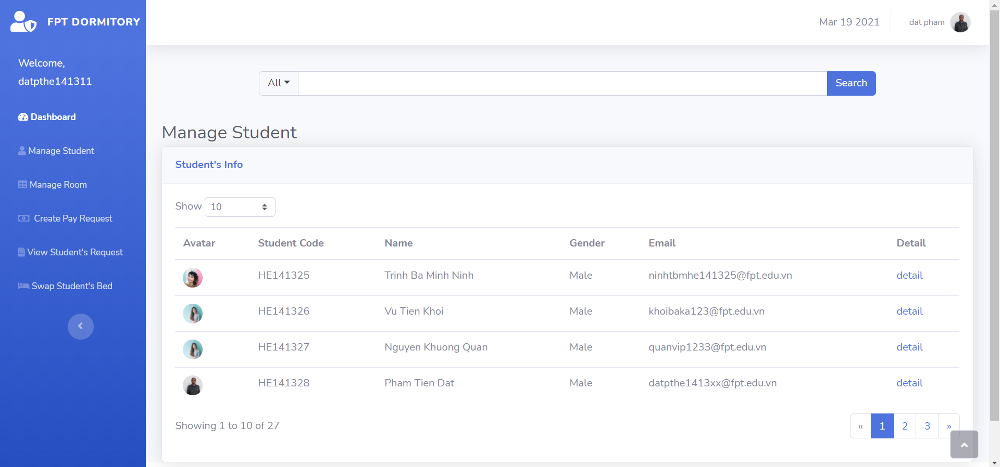 FPT DORMITORY
Mar 19 2021
dat pham
Welcome,
datpthe141311
Dashboard
Manage Student
Manage Room
Create Pay Request
View Student's Request
Swap Student's Bed
All
Search
Manage Student
Student's Info
Show 10
Avatar Student Code Name Gender Email Detail
HE141325 Trinh Ba Minh Ninh Male ninhtbmhe141325@fpt.edu.vn detail
HE141326 Vu Tien Khoi Male khoibaka123@fpt.edu.vn detail
HE141327 Nguyen Khuong Quan Male quanvip1233@fpt.edu.vn detail
HE141328 Pham Tien Dat Male datpthe1413xx@fpt.edu.vn detail
Showing 1 to 10 of 27
« 1 2 3 »